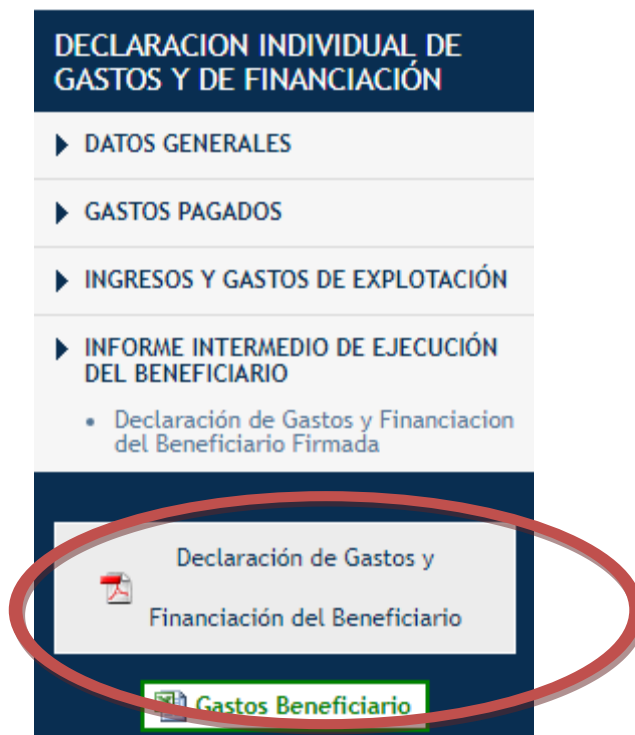 DECLARACION INDIVIDUAL DE
GASTOS Y DE FINANCIACIÓN
DATOS GENERALES
GASTOS PAGADOS
INGRESOS Y GASTOS DE EXPLOTACIÓN
INFORME INTERMEDIO DE EJECUCIÓN
DEL BENEFICIARIO
• Declaración de Gastos y Financiacion
del Beneficiario Firmada
Declaración de Gastos y
Financiación del Beneficiario
Gastos Beneficiario